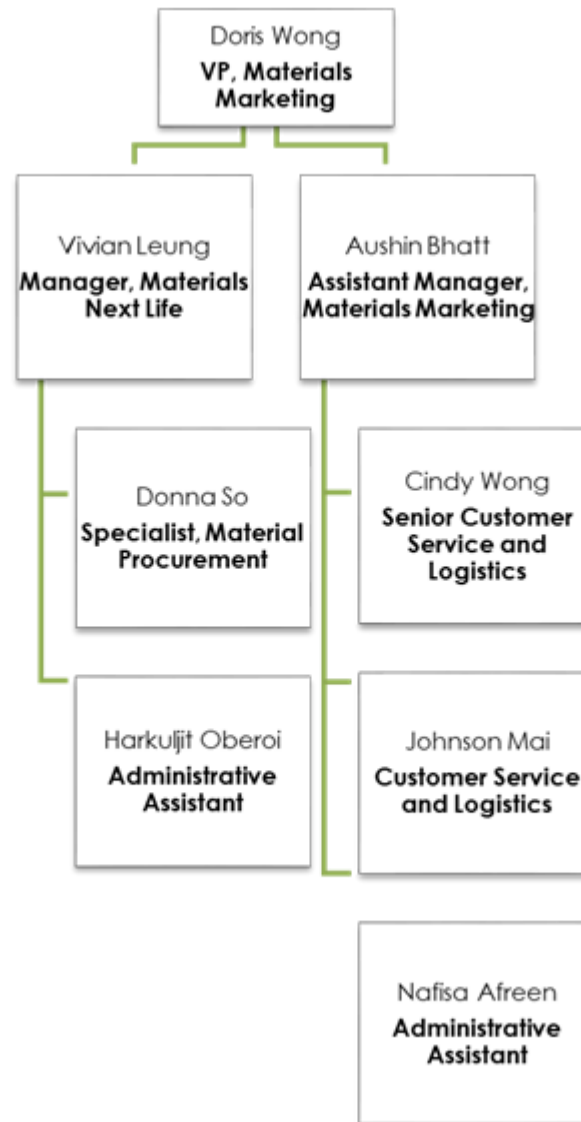 Doris Wong
VP, Materials
Marketing
Vivian Leung
Manager, Materials
Next Life
Aushin Bhatt
Assistant Manager,
Materials Marketing
Donna So
Specialist, Material
Procurement
Harkuljit Oberoi
Administrative
Assistant
Cindy Wong
Senior Customer
Service and
Logistics
Johnson Mai
Customer Service
and Logistics
Nafisa Afreen
Administrative
Assistant